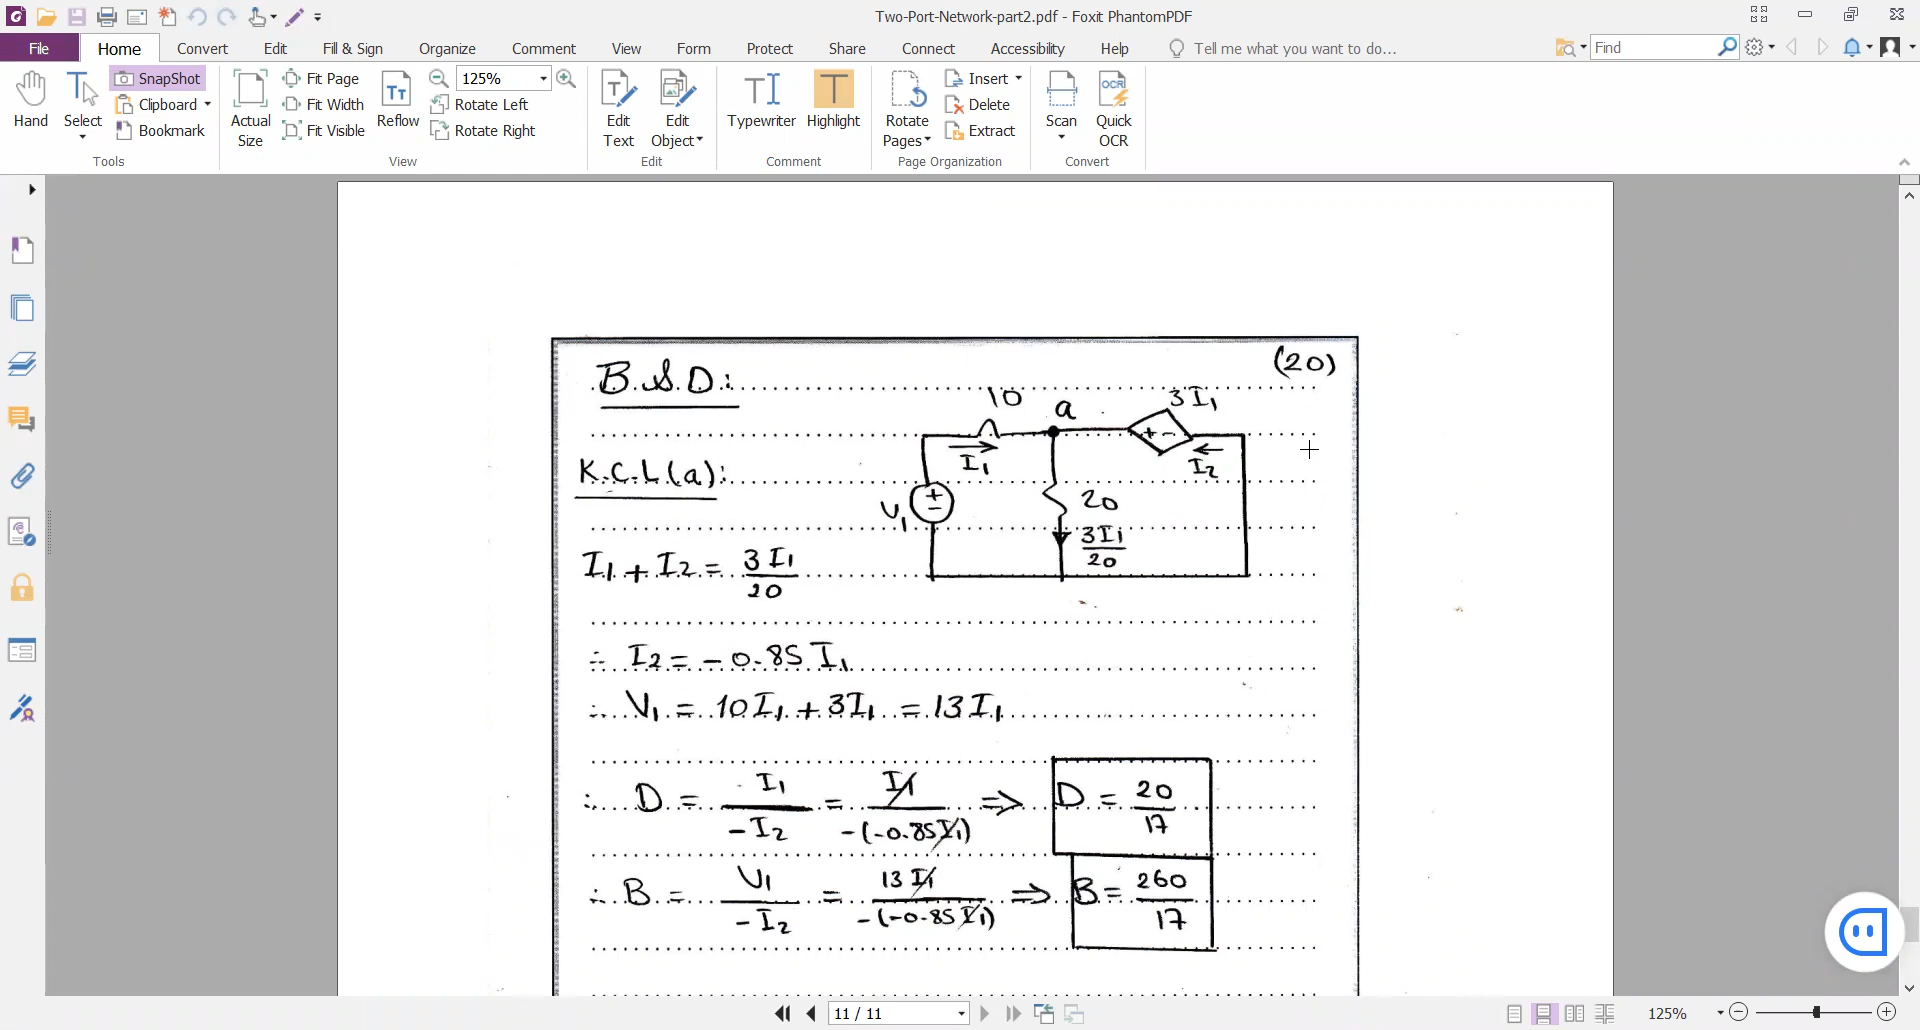 Two-Port-Network-part2.pdf - Foxit PhantomPDF
File Home Convert Edit Fill & Sign Organize Comment View Form Protect Share Connect Accessibility Help Tell me what you want to do... Find
Hand
Select
SnapShot
Clipboard
Bookmark
Tools
Actual Size
Fit Page
Fit Width
Fit Visible
Reflow
125%
Rotate Left
Rotate Right
View
Edit Text
Edit Object
Edit
Typewriter
Highlight
Comment
Rotate Pages
Insert
Delete
Extract
Page Organization
Scan
Quick OCR
Convert
(20)
B.S.D:
10 a 3I₁
+ -
I₁ I₂
K.C.L(a):
V₁ + - 20
3I₁/20
I₁ + I₂ = 3I₁/20
∴ I₂ = -0.85 I₁
∴ V₁ = 10I₁ + 3I₁ = 13I₁
∴ D = I₁/-I₂ = I₁/-(-0.85I₁) ⇒ D = 20/17
∴ B = V₁/-I₂ = 13I₁/-(-0.85I₁) ⇒ B = 260/17
11 / 11
125%